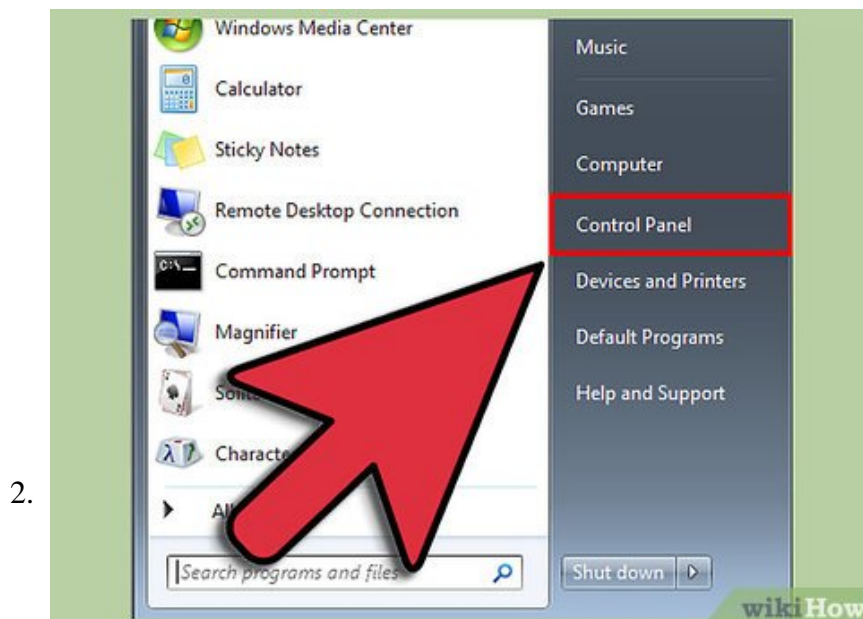 Windows Media Center
Calculator
Sticky Notes
Remote Desktop Connection
C:\
Command Prompt
Magnifier
All
Search programs and files
Music
Games
Computer
Control Panel
Devices and Printers
Default Programs
Help and Support
Shut down
2.
wikiHow